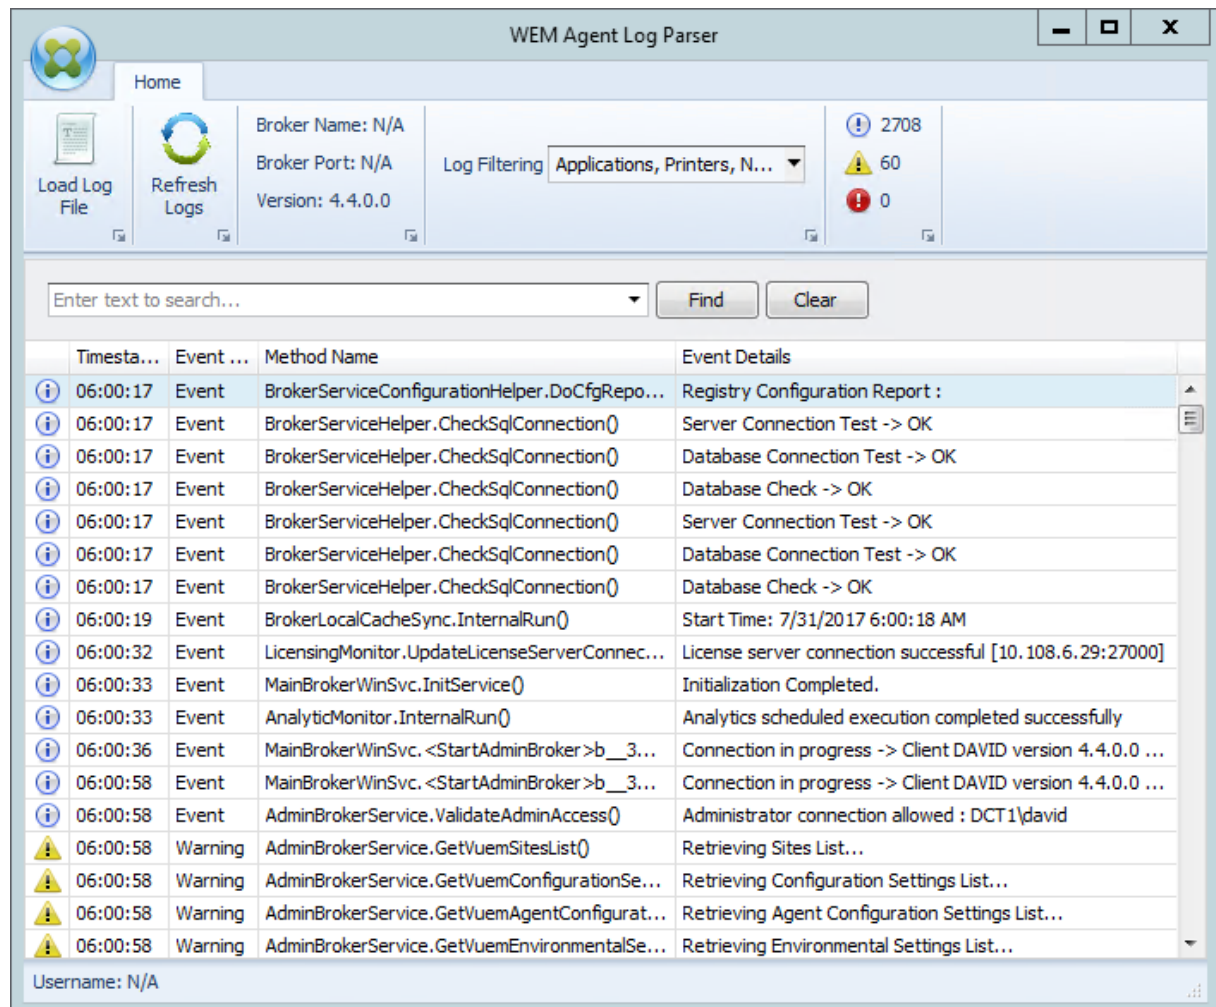 WEM Agent Log Parser
Home
Load Log File
Refresh Logs
Broker Name: N/A
Broker Port: N/A
Version: 4.4.0.0
Log Filtering Applications, Printers, N...
2708
60
0
Enter text to search...
Find
Clear
Timesta... Event ... Method Name Event Details
06:00:17 Event BrokerServiceConfigurationHelper.DoCfgRepo... Registry Configuration Report :
06:00:17 Event BrokerServiceHelper.CheckSqlConnection() Server Connection Test -> OK
06:00:17 Event BrokerServiceHelper.CheckSqlConnection() Database Connection Test -> OK
06:00:17 Event BrokerServiceHelper.CheckSqlConnection() Database Check -> OK
06:00:17 Event BrokerServiceHelper.CheckSqlConnection() Server Connection Test -> OK
06:00:17 Event BrokerServiceHelper.CheckSqlConnection() Database Connection Test -> OK
06:00:17 Event BrokerServiceHelper.CheckSqlConnection() Database Check -> OK
06:00:19 Event BrokerLocalCacheSync.InternalRun() Start Time: 7/31/2017 6:00:18 AM
06:00:32 Event LicensingMonitor.UpdateLicenseServerConnec... License server connection successful [10.108.6.29:27000]
06:00:33 Event MainBrokerWinSvc.InitService() Initialization Completed.
06:00:33 Event AnalyticMonitor.InternalRun() Analytics scheduled execution completed successfully
06:00:36 Event MainBrokerWinSvc.<StartAdminBroker>b__3... Connection in progress -> Client DAVID version 4.4.0.0 ...
06:00:58 Event MainBrokerWinSvc.<StartAdminBroker>b__3... Connection in progress -> Client DAVID version 4.4.0.0 ...
06:00:58 Event AdminBrokerService.ValidateAdminAccess() Administrator connection allowed : DCT1\david
06:00:58 Warning AdminBrokerService.GetVuemSitesList() Retrieving Sites List...
06:00:58 Warning AdminBrokerService.GetVuemConfigurationSe... Retrieving Configuration Settings List...
06:00:58 Warning AdminBrokerService.GetVuemAgentConfigurat... Retrieving Agent Configuration Settings List...
06:00:58 Warning AdminBrokerService.GetVuemEnvironmentalSe... Retrieving Environmental Settings List...
Username: N/A